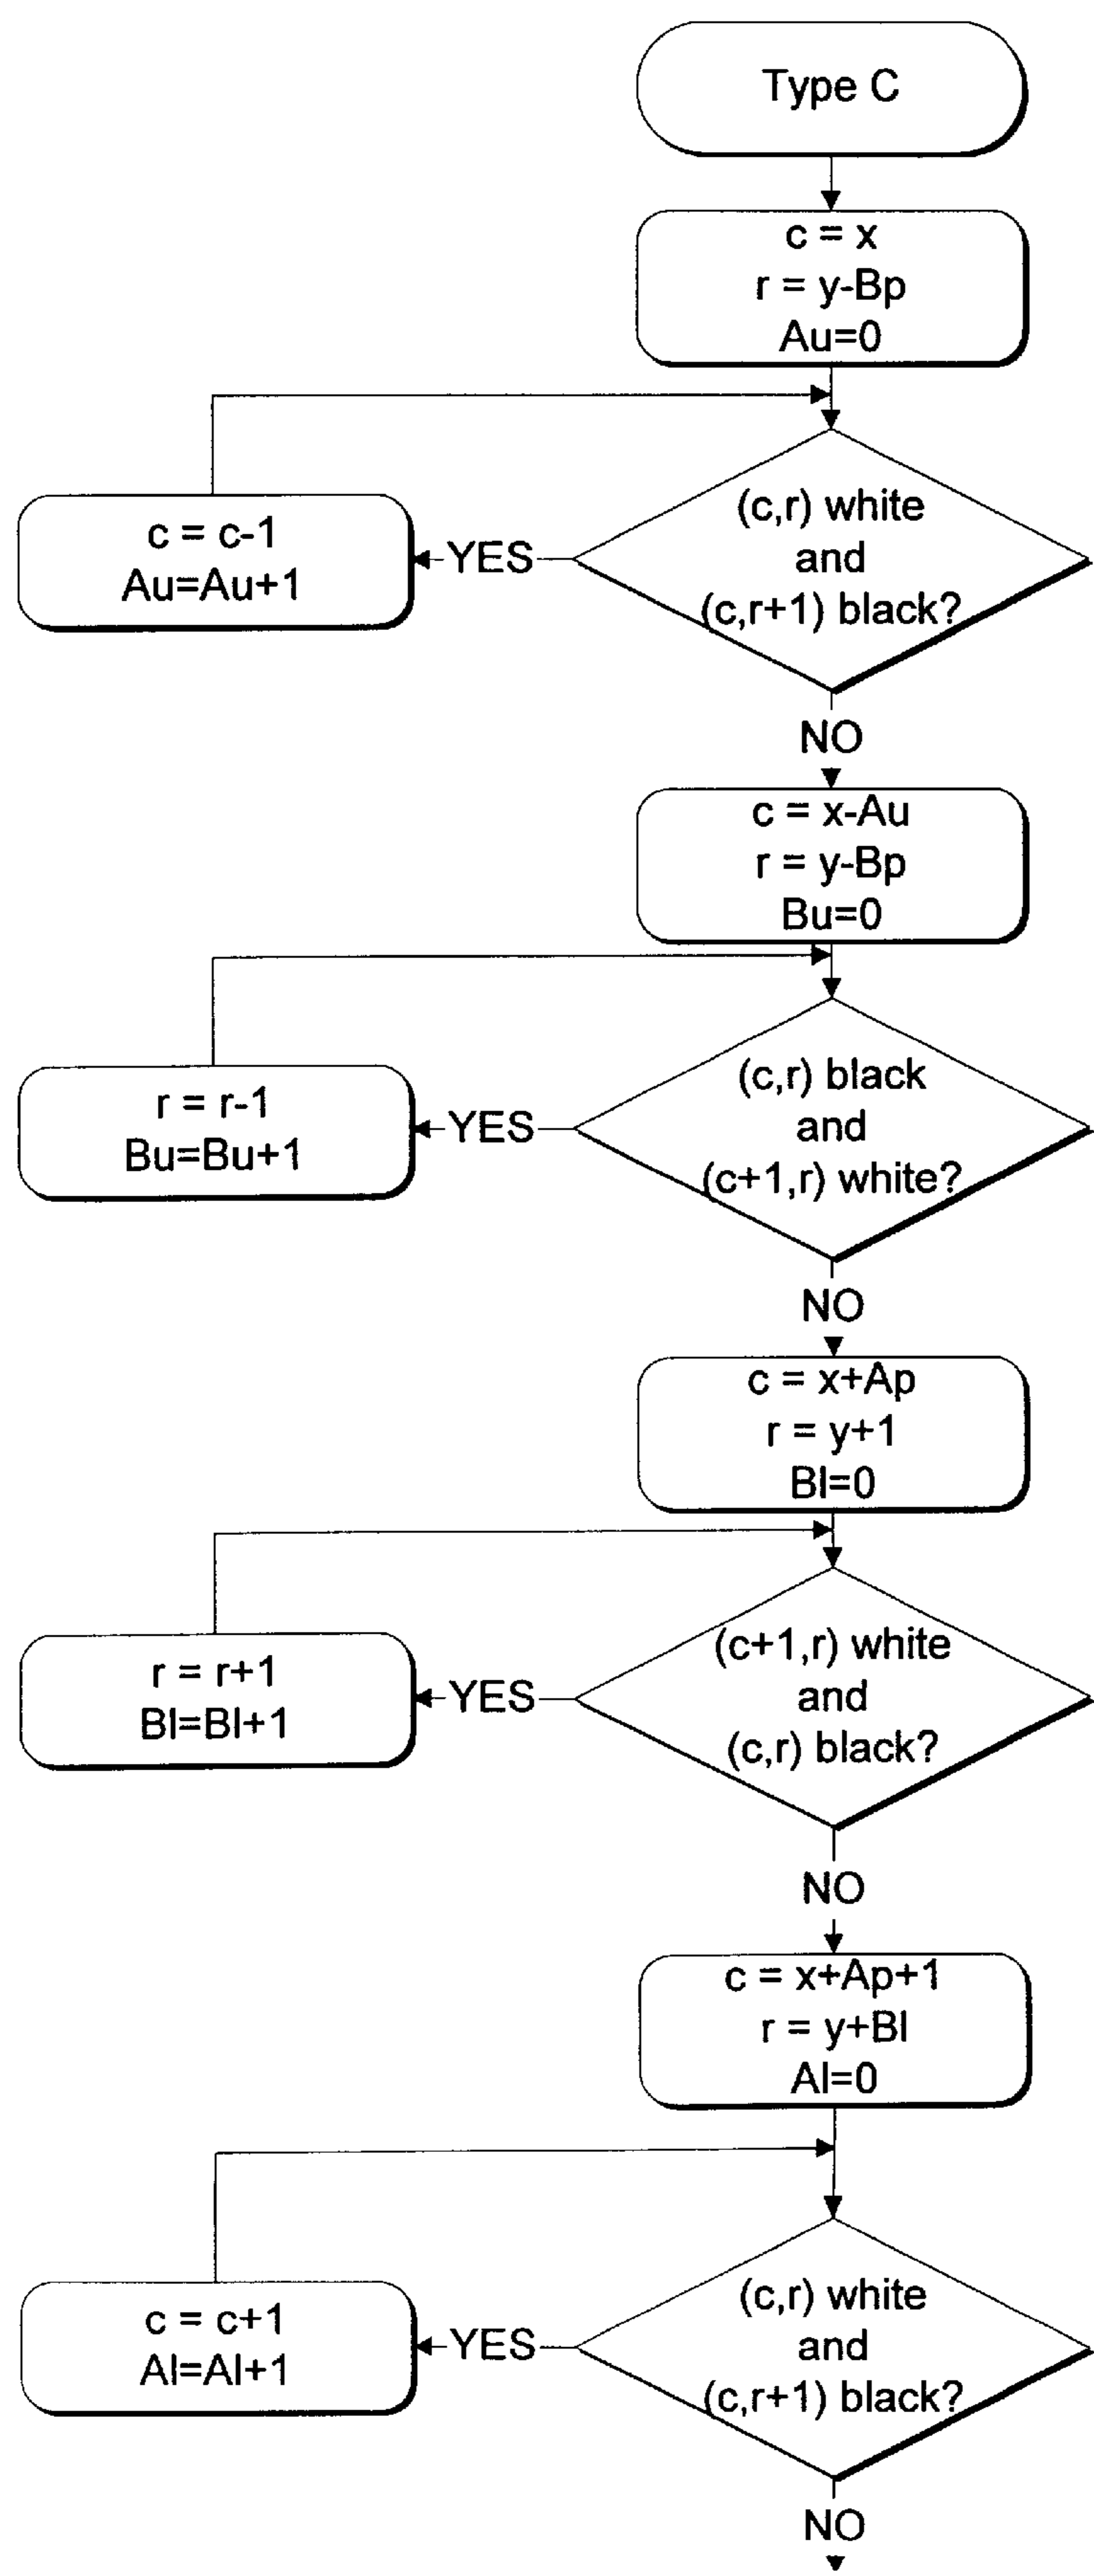 Type C
c = x
r = y-Bp
Au=0
(c,r) white
and
(c,r+1) black?
YES
c = c-1
Au=Au+1
NO
c = x-Au
r = y-Bp
Bu=0
(c,r) black
and
(c+1,r) white?
YES
r = r-1
Bu=Bu+1
NO
c = x+Ap
r = y+1
Bl=0
(c+1,r) white
and
(c,r) black?
YES
r = r+1
Bl=Bl+1
NO
c = x+Ap+1
r = y+Bl
Al=0
(c,r) white
and
(c,r+1) black?
YES
c = c+1
Al=Al+1
NO